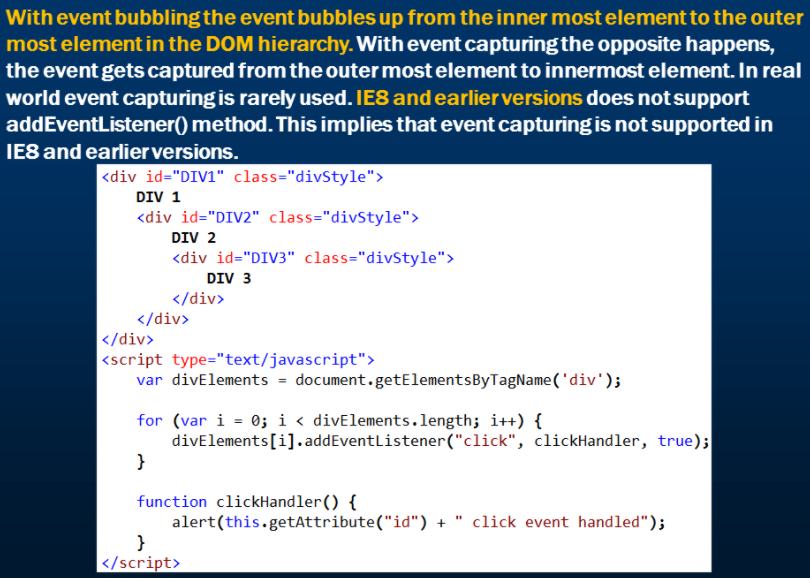 With event bubbling the event bubbles up from the inner most element to the outer
most element in the DOM hierarchy. With event capturing the opposite happens,
the event gets captured from the outer most element to innermost element. In real
world event capturing is rarely used. IE8 and earlier versions does not support
addEventListener() method. This implies that event capturing is not supported in
IE8 and earlier versions.
<div id="DIV1" class="divStyle">
DIV 1
<div id="DIV2" class="divStyle">
DIV 2
<div id="DIV3" class="divStyle">
DIV 3
</div>
</div>
</div>
<script type="text/javascript">
var divElements = document.getElementsByTagName('div');
for (var i = 0; i < divElements.length; i++) {
divElements[i].addEventListener("click", clickHandler, true);
}
function clickHandler() {
alert(this.getAttribute("id") + " click event handled");
}
</script>